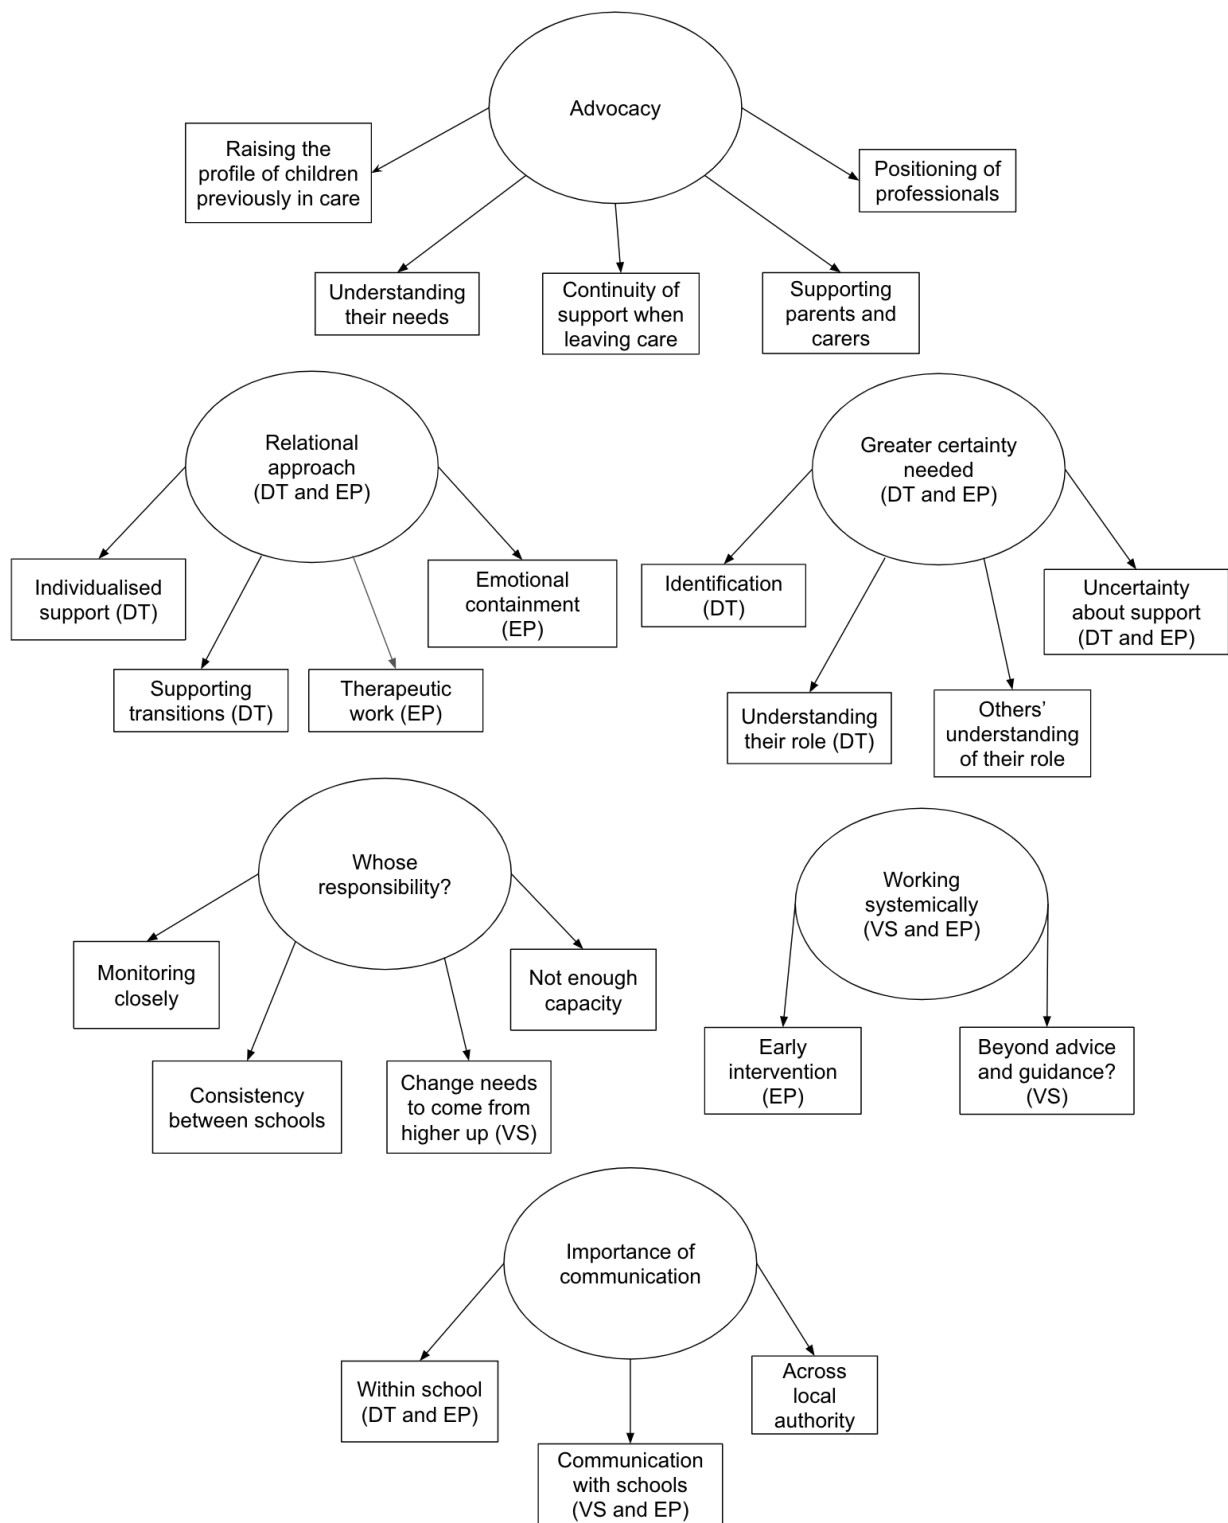 Advocacy
Raising the
profile of children
previously in care
Positioning of
professionals
Understanding
their needs
Continuity of
support when
leaving care
Supporting
parents and
carers
Relational
approach
(DT and EP)
Greater certainty
needed
(DT and EP)
Individualised
support (DT)
Emotional
containment
(EP)
Supporting
transitions (DT)
Therapeutic
work (EP)
Identification
(DT)
Uncertainty
about support
(DT and EP)
Understanding
their role (DT)
Others’
understanding
of their role
Whose
responsibility?
Working
systemically
(VS and EP)
Monitoring
closely
Not enough
capacity
Consistency
between schools
Change needs
to come from
higher up (VS)
Early
intervention
(EP)
Beyond advice
and guidance?
(VS)
Importance of
communication
Within school
(DT and EP)
Across
local
authority
Communication
with schools
(VS and EP)